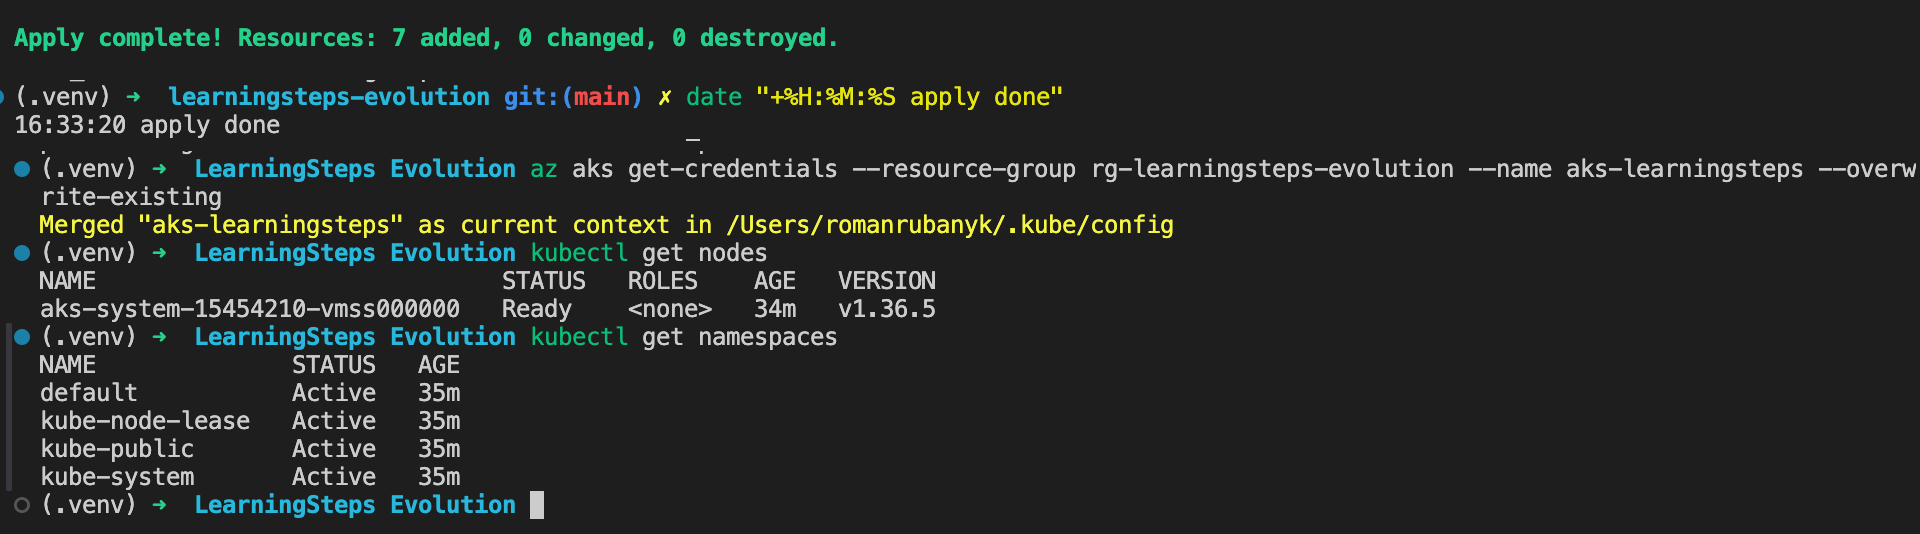 Apply complete! Resources: 7 added, 0 changed, 0 destroyed.
(.venv) ➜  learningsteps-evolution git:(main) ✗ date "+%H:%M:%S apply done"
16:33:20 apply done
(.venv) ➜  LearningSteps Evolution az aks get-credentials --resource-group rg-learningsteps-evolution --name aks-learningsteps --overw
rite-existing
Merged "aks-learningsteps" as current context in /Users/romanrubanyk/.kube/config
(.venv) ➜  LearningSteps Evolution kubectl get nodes
NAME                             STATUS   ROLES    AGE   VERSION
aks-system-15454210-vmss000000   Ready    <none>   34m   v1.36.5
(.venv) ➜  LearningSteps Evolution kubectl get namespaces
NAME              STATUS   AGE
default           Active   35m
kube-node-lease   Active   35m
kube-public       Active   35m
kube-system       Active   35m
(.venv) ➜  LearningSteps Evolution